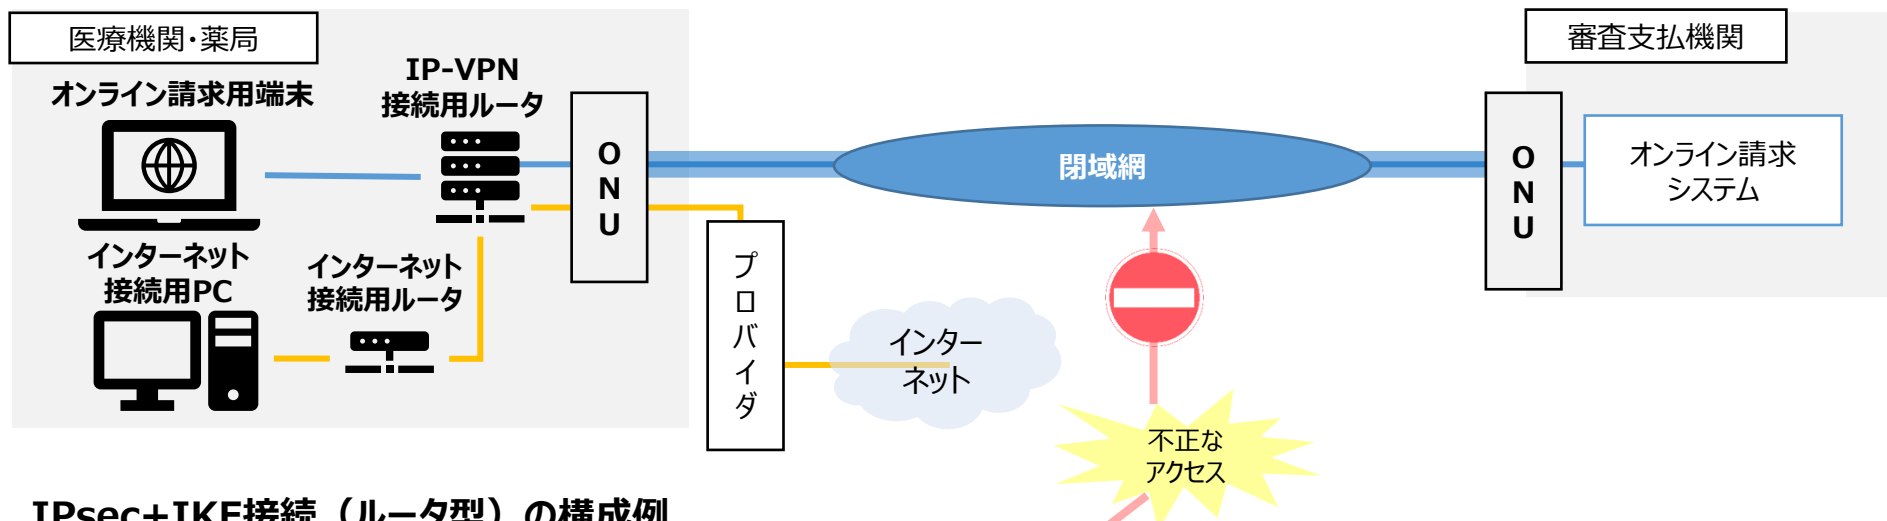 医療機関・薬局
オンライン請求用端末
IP-VPN
接続用ルータ
ONU
インターネット
接続用PC
インターネット
接続用ルータ
プロバイダ
インター
ネット
閉域網
不正な
アクセス
審査支払機関
ONU
オンライン請求
システム
IPsec+IKE接続（ルータ型）の構成例